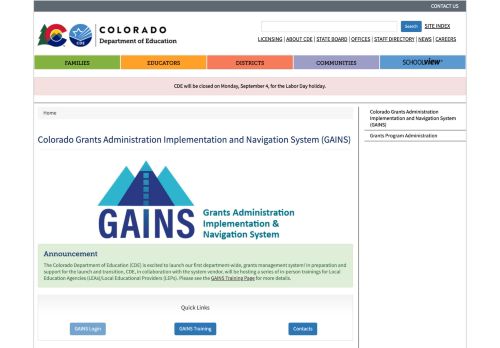 CONTACT US
COLORADO
Department of Education
CDE
Search
SITE INDEX
LICENSING | ABOUT CDE | STATE BOARD | OFFICES | STAFF DIRECTORY | NEWS | CAREERS
FAMILIES
EDUCATORS
DISTRICTS
COMMUNITIES
SCHOOLVIEW
CDE will be closed on Monday, September 4, for the Labor Day holiday.
Home
Colorado Grants Administration Implementation and Navigation System (GAINS)
GAINS
Grants Administration
Implementation &
Navigation System
Announcement
The Colorado Department of Education (CDE) is excited to launch our first department-wide, grants management system! In preparation and
support for the launch and transition, CDE, in collaboration with the system vendor, will be hosting a series of in person trainings for Local
Education Agencies (LEAs)/Local Educational Providers (LEPs). Please see the GAINS Training Page for more details.
Quick Links
GAINS Login
GAINS Training
Contacts
Colorado Grants Administration
Implementation and Navigation System
(GAINS)
Grants Program Administration